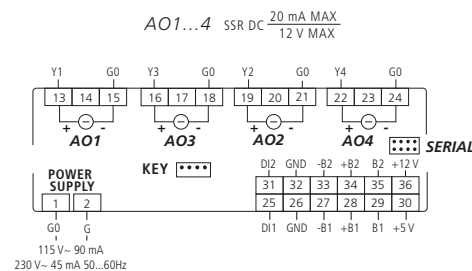 AO1...4 SSR DC 20 mA MAX
12 V MAX
Y1 G0 Y3 G0 Y2 G0 Y4 G0
13 14 15 16 17 18 19 20 21 22 23 24
+ - + - + - + -
AO1 AO3 AO2 AO4
SERIAL
KEY
DI2 GND -B2 +B2 B2 +12 V
POWER
SUPPLY
31 32 33 34 35 36
1 2 25 26 27 28 29 30
G0 G DI1 GND -B1 +B1 B1 +5 V
115 V~ 90 mA
230 V~ 45 mA 50...60Hz